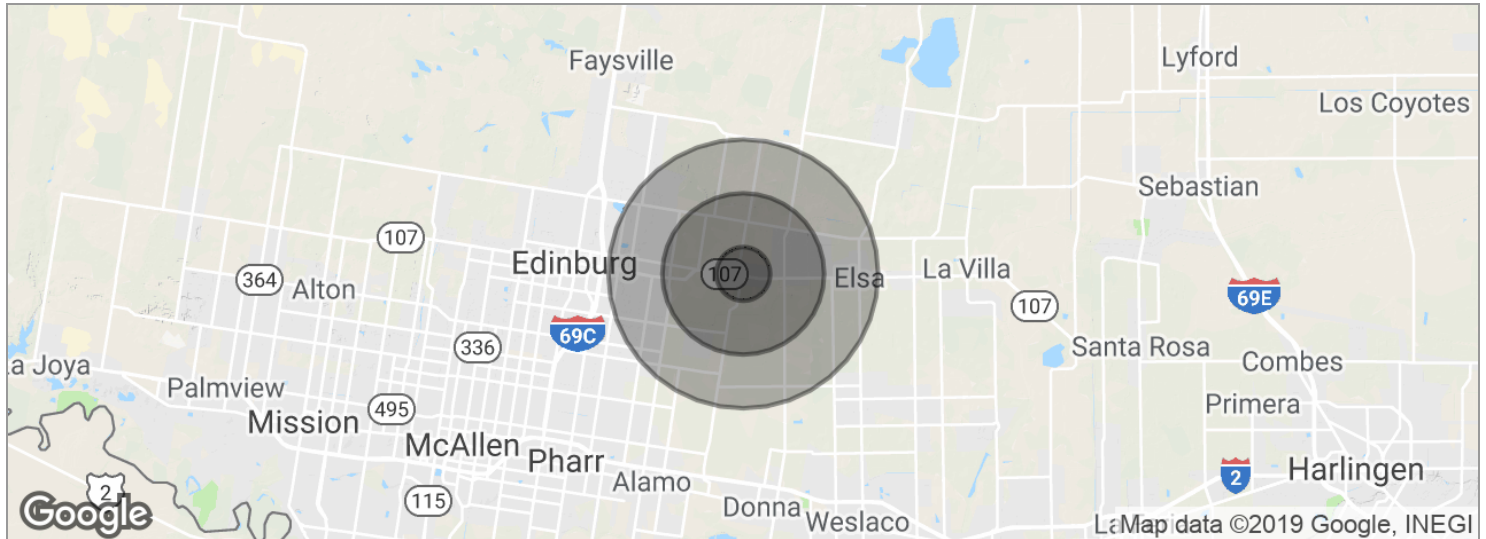 Faysville
Lyford
Los Coyotes
Sebastian
107
364
Alton
Edinburg
107
Elsa
La Villa
107
69E
69C
336
Santa Rosa
Combes
a Joya
Palmview
495
Mission
McAllen
Pharr
Primera
Alamo
Harlingen
2
115
Donna
Weslaco
2
Google
La
Map data ©2019 Google, INEGI